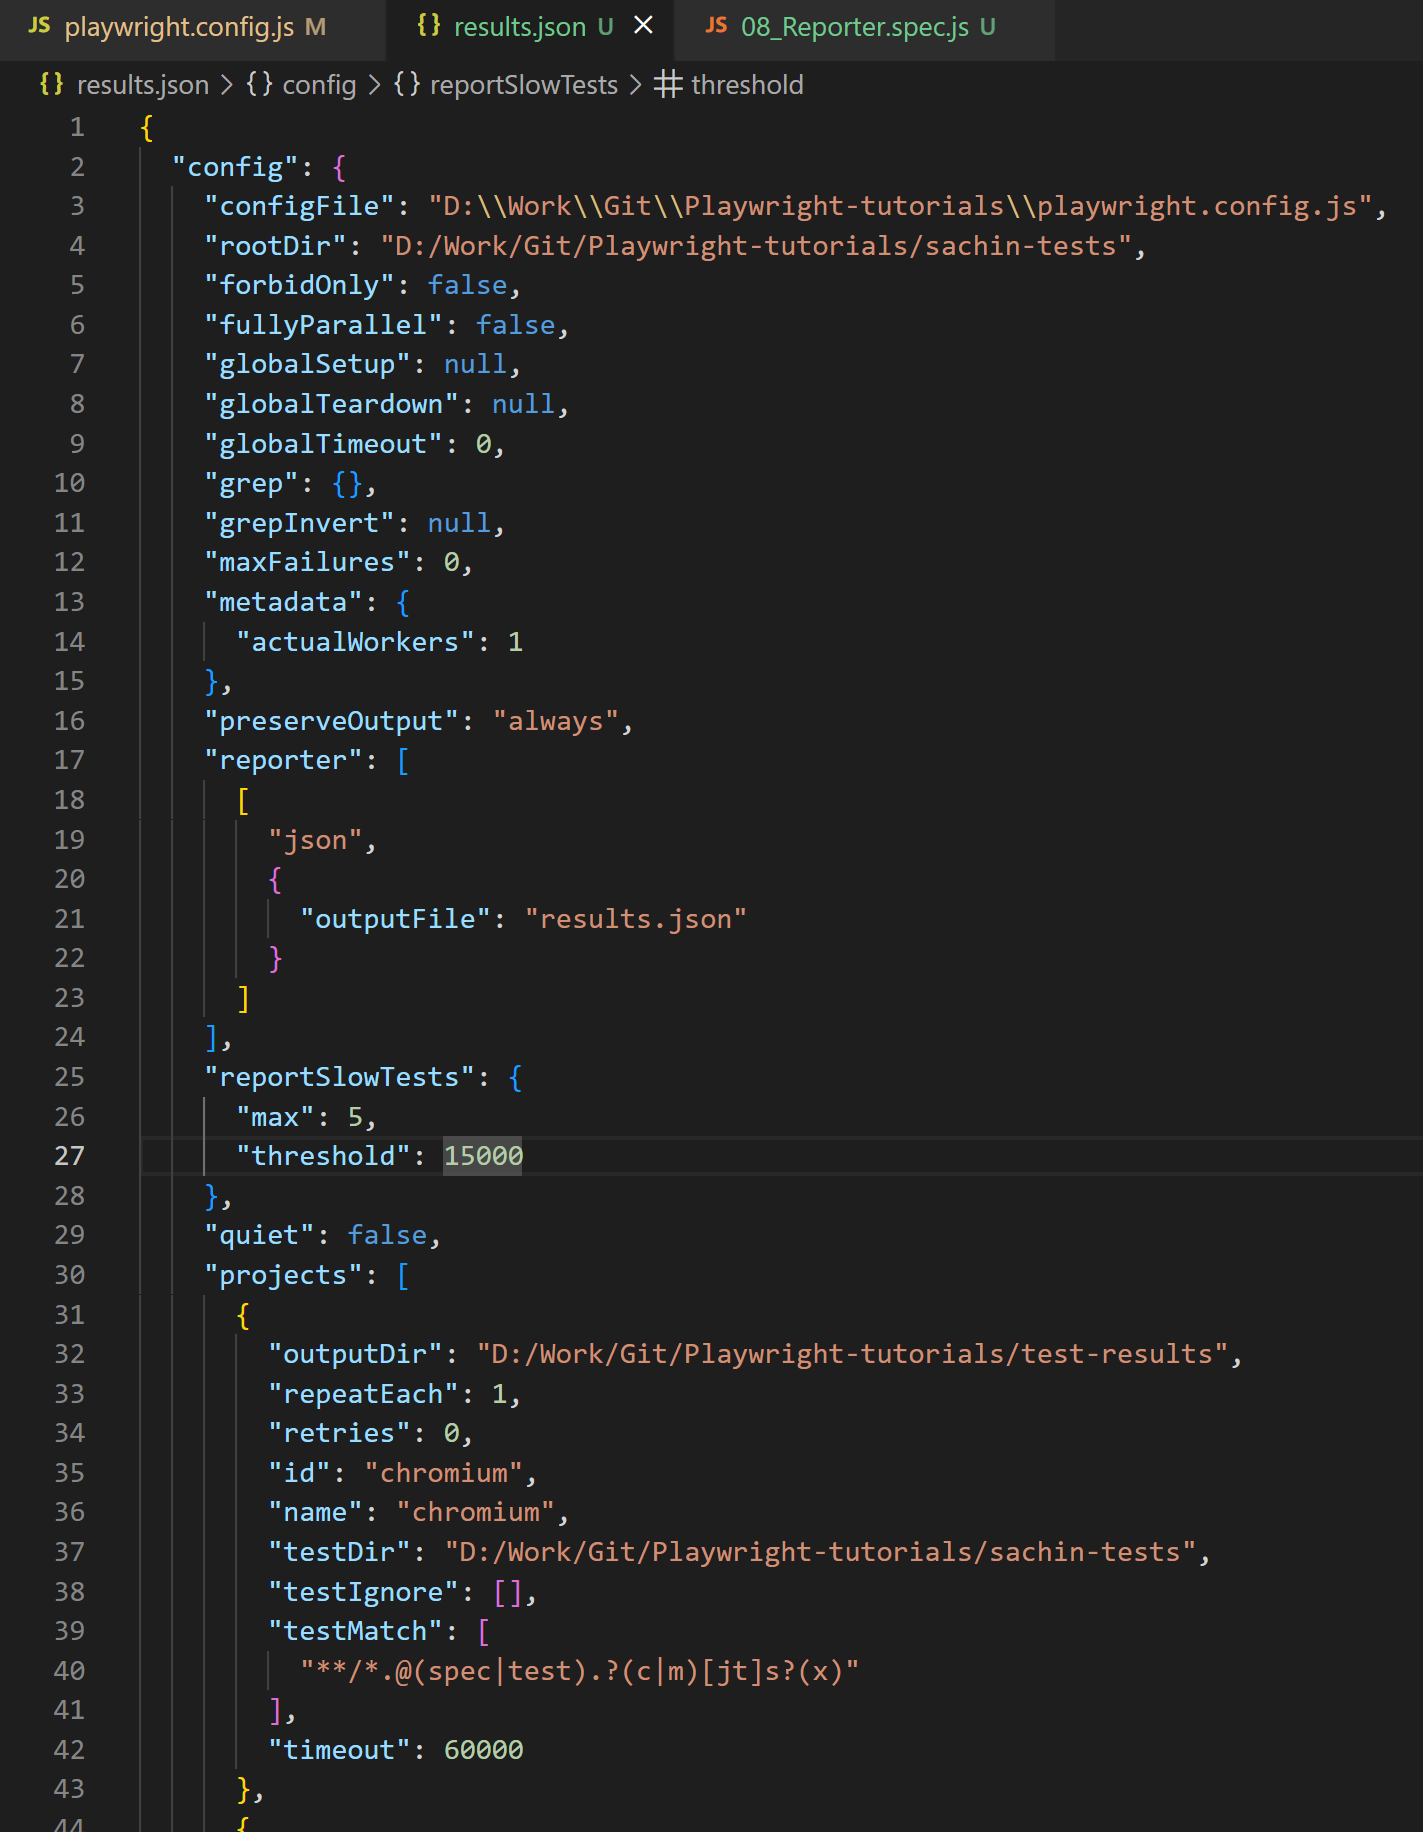 JS playwright.config.js M {} results.json U × JS 08_Reporter.spec.js U
{} results.json > {} config > {} reportSlowTests > # threshold
1 {
2 "config": {
3 "configFile": "D:\\Work\\Git\\Playwright-tutorials\\playwright.config.js",
4 "rootDir": "D:/Work/Git/Playwright-tutorials/sachin-tests",
5 "forbidOnly": false,
6 "fullyParallel": false,
7 "globalSetup": null,
8 "globalTeardown": null,
9 "globalTimeout": 0,
10 "grep": {},
11 "grepInvert": null,
12 "maxFailures": 0,
13 "metadata": {
14 "actualWorkers": 1
15 },
16 "preserveOutput": "always",
17 "reporter": [
18 [
19 "json",
20 {
21 "outputFile": "results.json"
22 }
23 ]
24 ],
25 "reportSlowTests": {
26 "max": 5,
27 "threshold": 15000
28 },
29 "quiet": false,
30 "projects": [
31 {
32 "outputDir": "D:/Work/Git/Playwright-tutorials/test-results",
33 "repeatEach": 1,
34 "retries": 0,
35 "id": "chromium",
36 "name": "chromium",
37 "testDir": "D:/Work/Git/Playwright-tutorials/sachin-tests",
38 "testIgnore": [],
39 "testMatch": [
40 "**/*.@(spec|test).?(c|m)[jt]s?(x)"
41 ],
42 "timeout": 60000
43 },
44 {